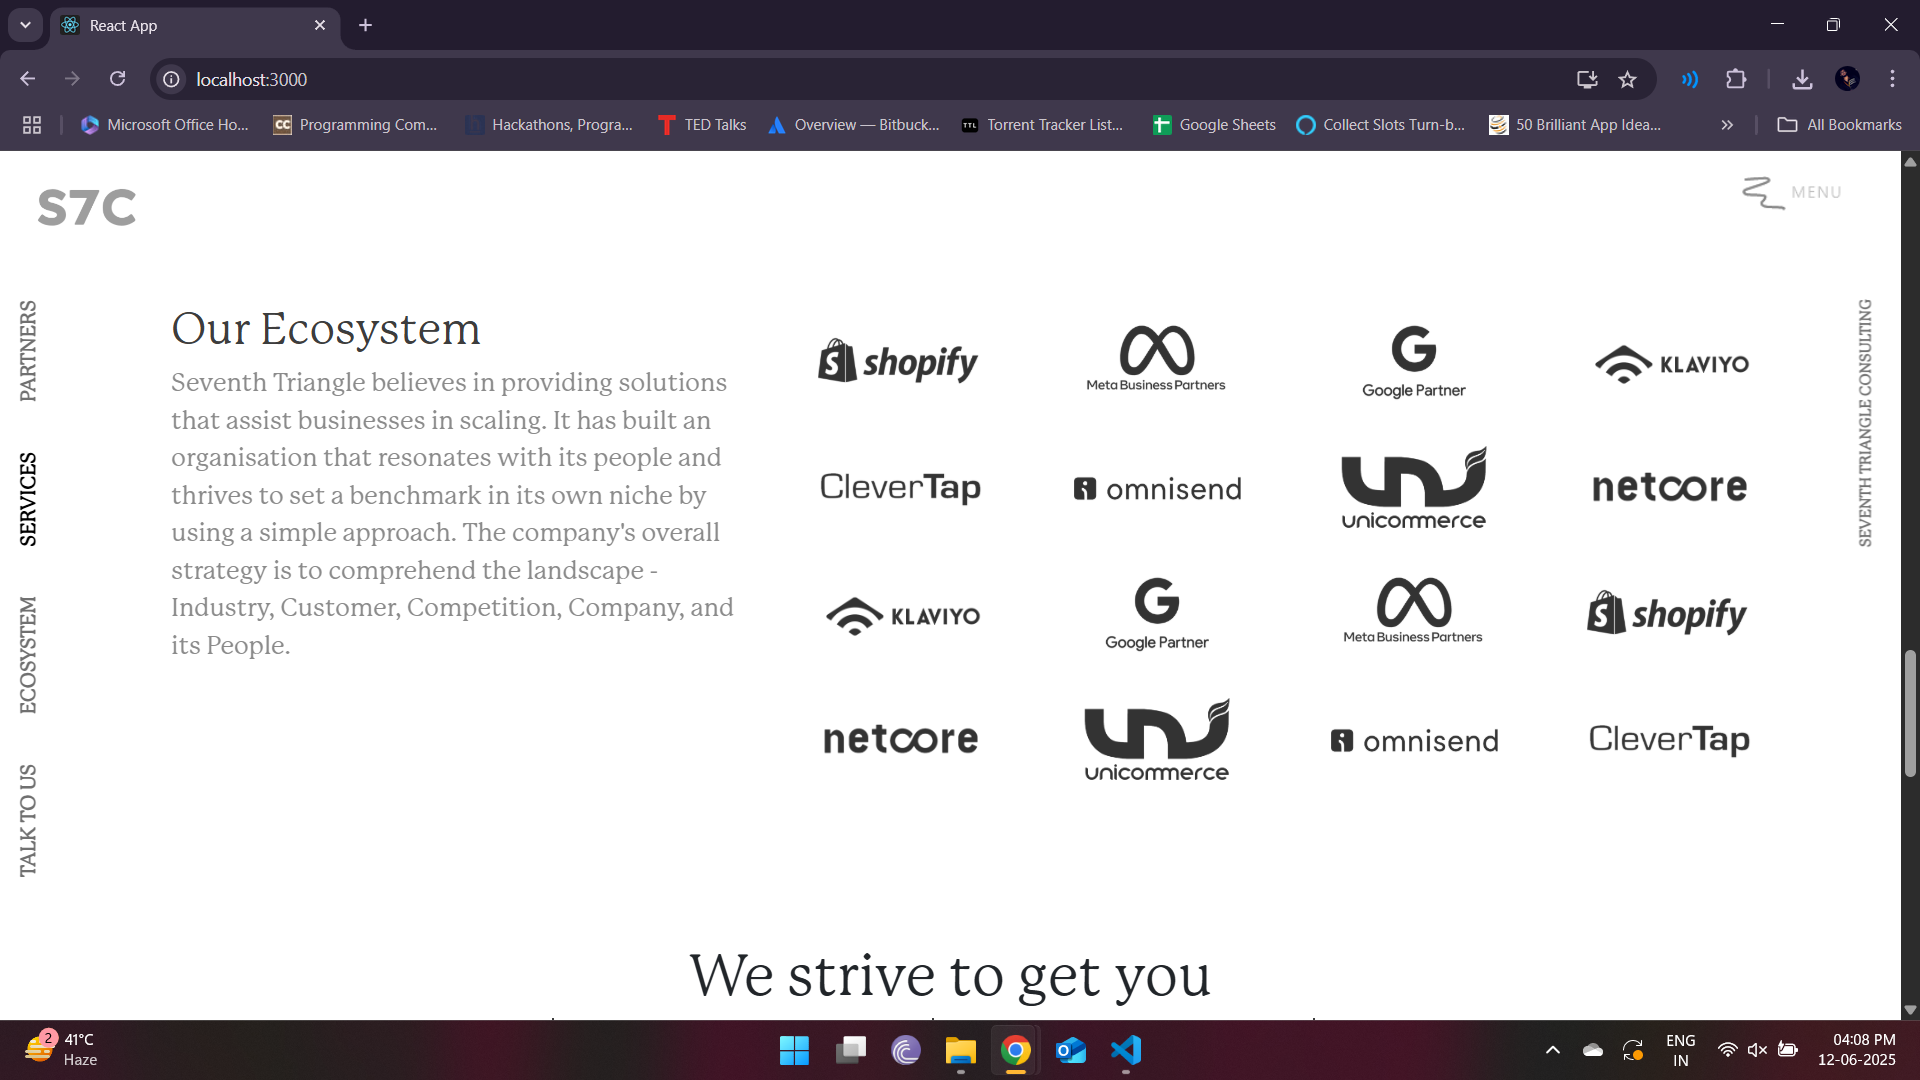 React App
localhost:3000
Microsoft Office Ho...
Programming Com...
Hackathons, Progra...
TED Talks
Overview — Bitbuck...
Torrent Tracker List...
Google Sheets
Collect Slots Turn-b...
50 Brilliant App Idea...
All Bookmarks
S7C
MENU
PARTNERS
SERVICES
ECOSYSTEM
TALK TO US
SEVENTH TRIANGLE CONSULTING
Our Ecosystem
Seventh Triangle believes in providing solutions
that assist businesses in scaling. It has built an
organisation that resonates with its people and
thrives to set a benchmark in its own niche by
using a simple approach. The company's overall
strategy is to comprehend the landscape -
Industry, Customer, Competition, Company, and
its People.
shopify
Meta Business Partners
Google Partner
KLAVIYO
CleverTap
omnisend
unicommerce
netcore
KLAVIYO
Google Partner
Meta Business Partners
shopify
netcore
unicommerce
omnisend
CleverTap
We strive to get you
2
41°C
Haze
ENG
IN
04:08 PM
12-06-2025